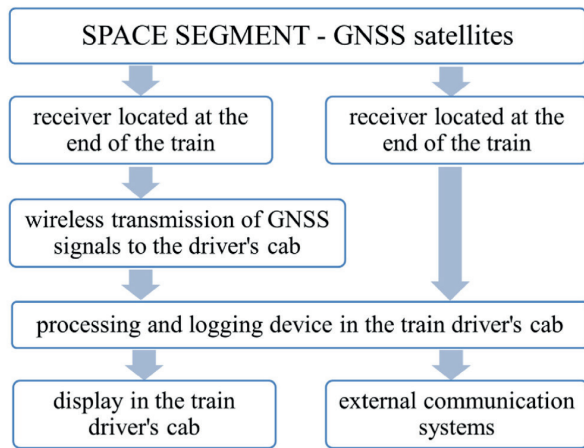 SPACE SEGMENT - GNSS satellites
receiver located at the
end of the train
receiver located at the
end of the train
wireless transmission of GNSS
signals to the driver's cab
processing and logging device in the train driver's cab
display in the train
driver's cab
external communication
systems